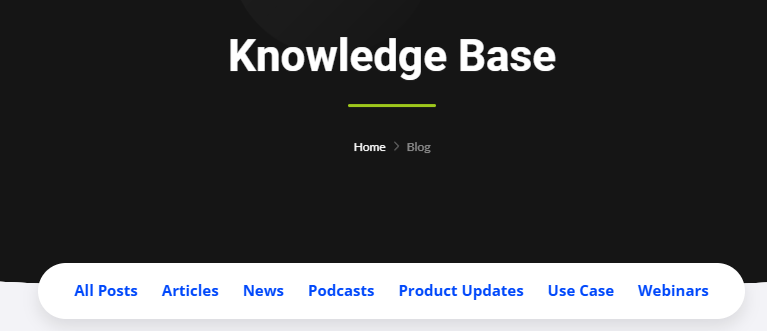 Knowledge Base
Home > Blog
All Posts Articles News Podcasts Product Updates Use Case Webinars